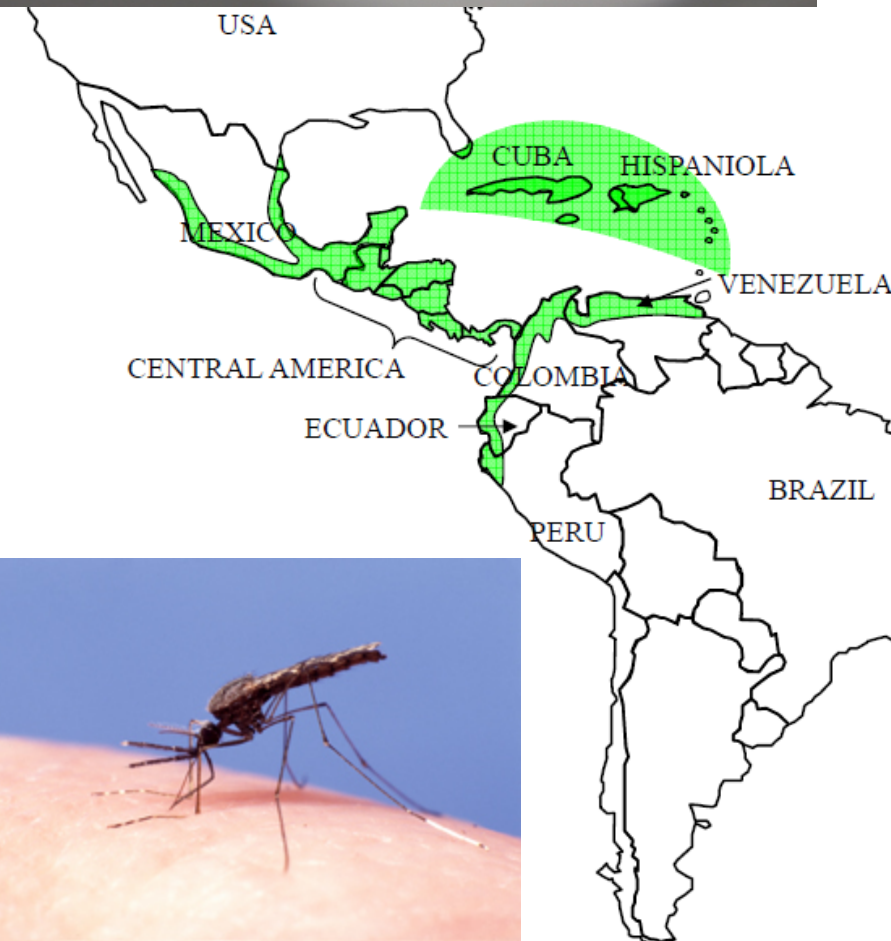 USA
CUBA
HISPANIOLA
MEXICO
VENEZUELA
CENTRAL AMERICA
COLOMBIA
ECUADOR
BRAZIL
PERU